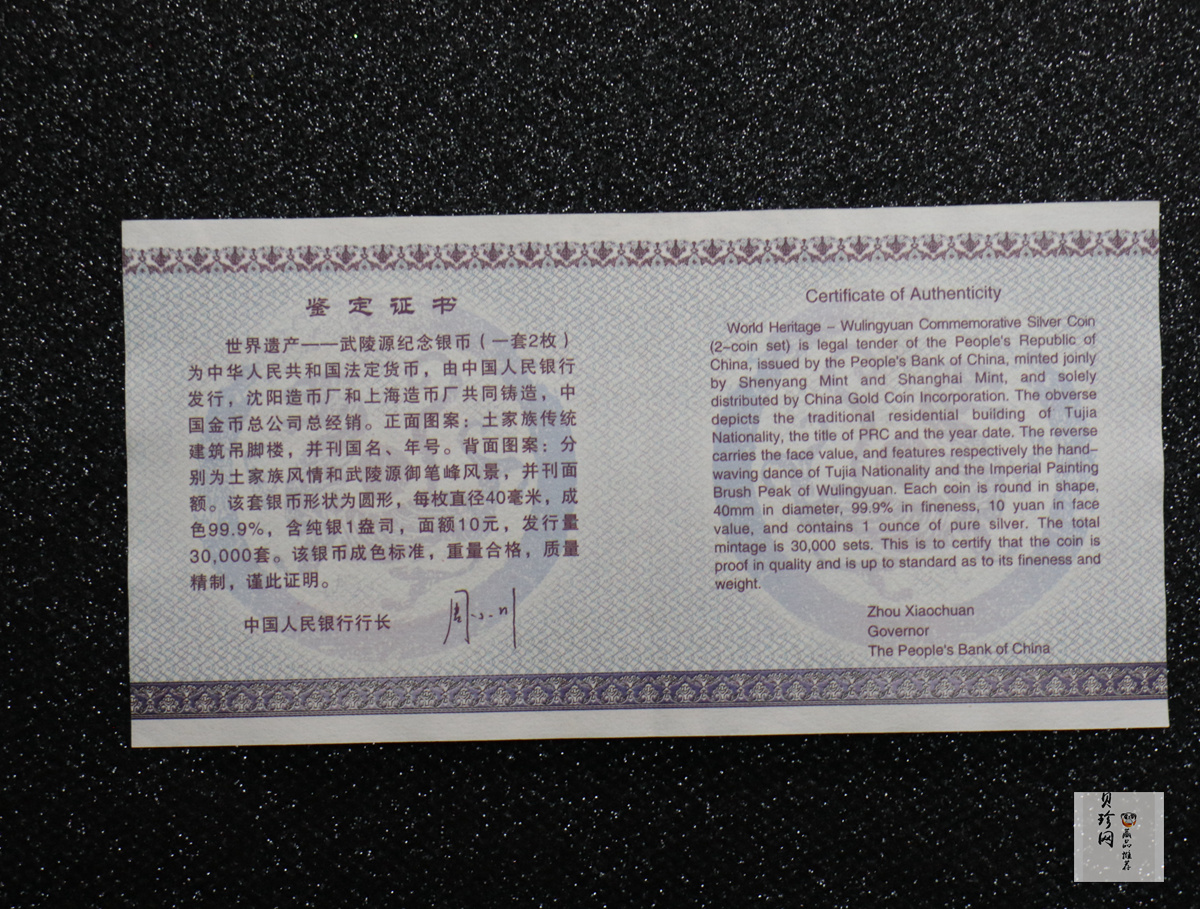 鉴定证书
世界遗产——武陵源纪念银币（一套2枚）
为中华人民共和国法定货币，由中国人民银行
发行，沈阳造币厂和上海造币厂共同铸造，中
国金币总公司总经销。正面图案：土家族传统
建筑吊脚楼，并刊国名、年号。背面图案：分
别为土家族风情和武陵源御笔峰风景，并刊面
额。该套银币形状为圆形，每枚直径40毫米，成
色99.9%，含纯银1盎司，面额10元，发行量
30,000套。该银币成色标准，重量合格，质量
精制，谨此证明。
中国人民银行行长
周小川
Certificate of Authenticity
World Heritage – Wulingyuan Commemorative Silver Coin
(2–coin set) is legal tender of the People's Republic of
China, issued by the People's Bank of China, minted joinly
by Shenyang Mint and Shanghai Mint, and solely
distributed by China Gold Coin Incorporation. The obverse
depicts the traditional residential building of Tujia
Nationality, the title of PRC and the year date. The reverse
carries the face value, and features respectively the hand–
waving dance of Tujia Nationality and the Imperial Painting
Brush Peak of Wulingyuan. Each coin is round in shape,
40mm in diameter, 99.9% in fineness, 10 yuan in face
value, and contains 1 ounce of pure silver. The total
mintage is 30,000 sets. This is to certify that the coin is
proof in quality and is up to standard as to its fineness and
weight.
Zhou Xiaochuan
Governor
The People's Bank of China
贝珍网
藏品推荐